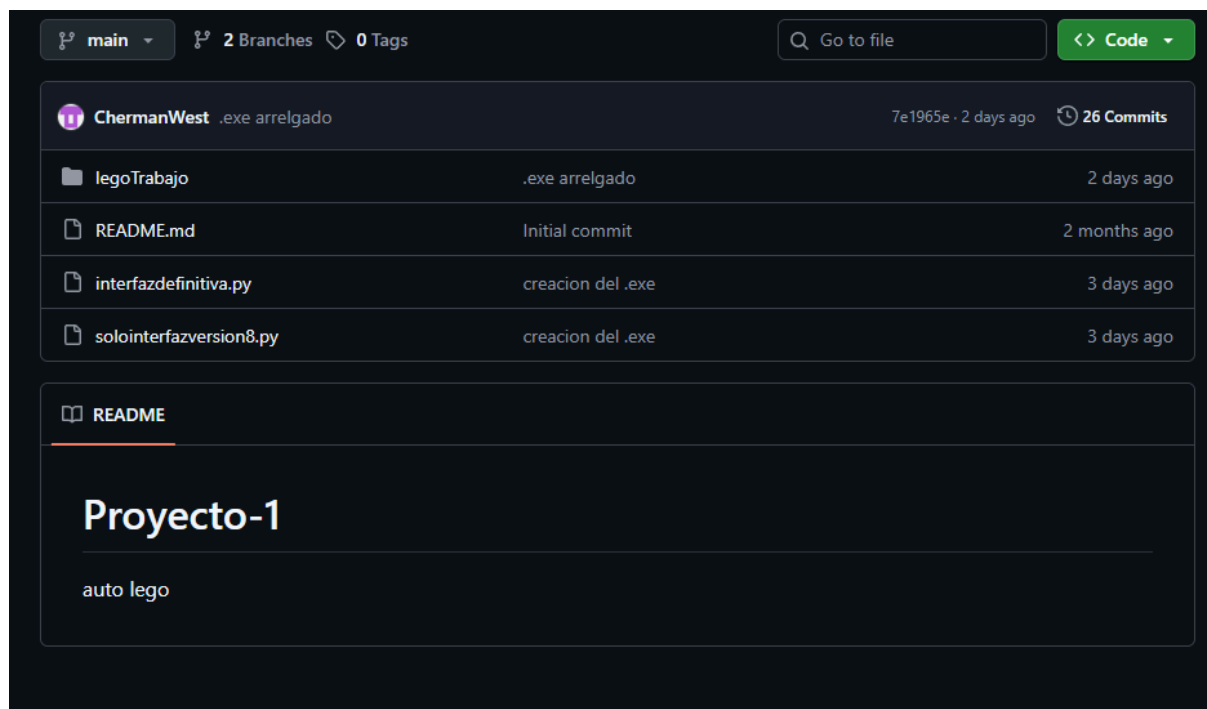 main 2 Branches 0 Tags Go to file Code
ChermanWest .exe arrelgado 7e1965e · 2 days ago 26 Commits
legoTrabajo .exe arrelgado 2 days ago
README.md Initial commit 2 months ago
interfazdefinitiva.py creacion del .exe 3 days ago
solointerfazversion8.py creacion del .exe 3 days ago
README
Proyecto-1
auto lego